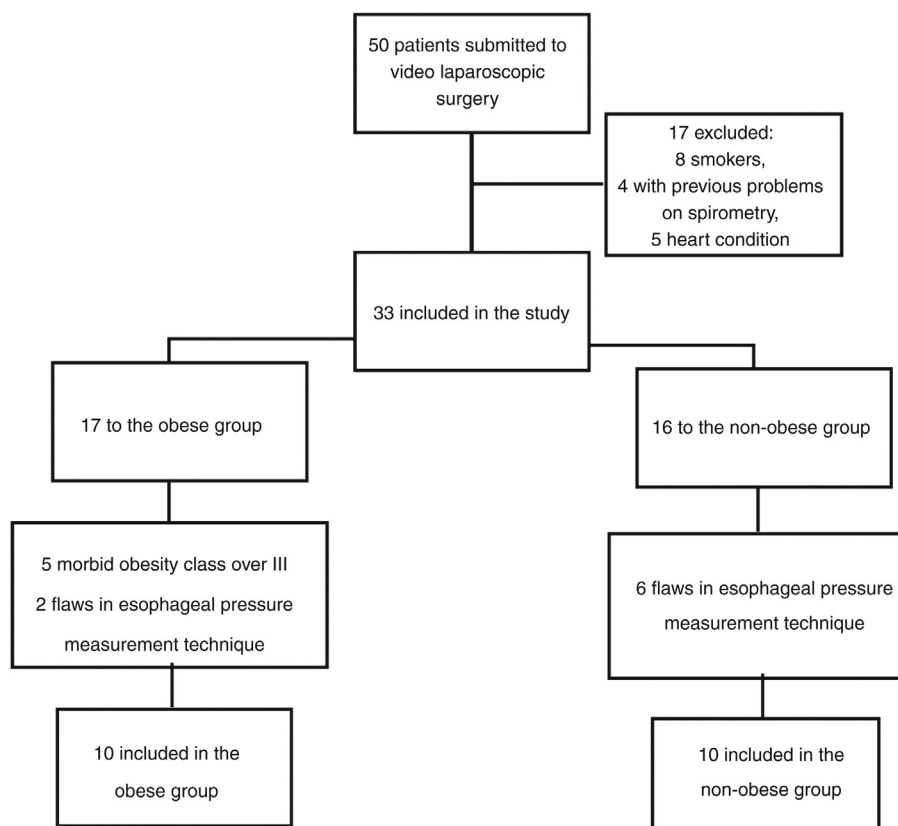 50 patients submitted to
video laparoscopic
surgery
17 excluded:
8 smokers,
4 with previous problems
on spirometry,
5 heart condition
33 included in the study
17 to the obese group
16 to the non-obese group
5 morbid obesity class over III
2 flaws in esophageal pressure
measurement technique
6 flaws in esophageal pressure
measurement technique
10 included in the
obese group
10 included in the
non-obese group